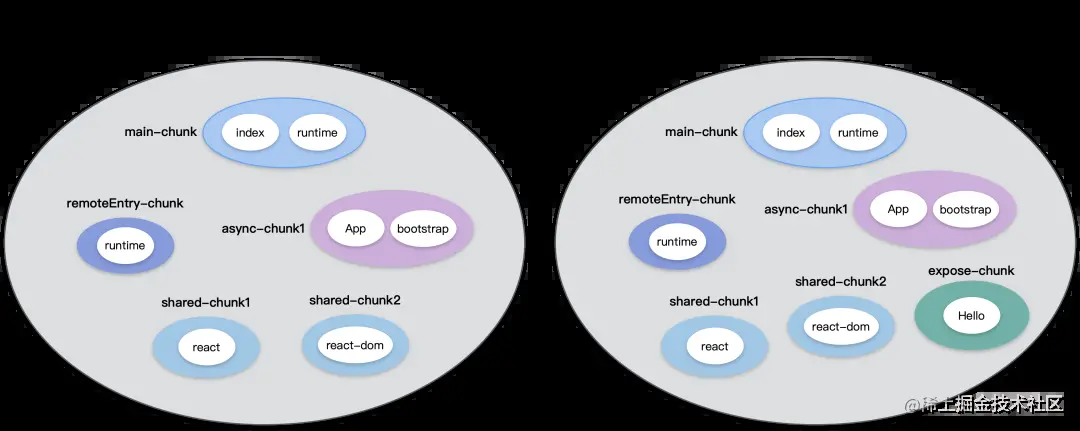 main-chunk
index
runtime
remoteEntry-chunk
runtime
async-chunk1
App
bootstrap
shared-chunk1
react
shared-chunk2
react-dom
main-chunk
index
runtime
remoteEntry-chunk
runtime
async-chunk1
App
bootstrap
shared-chunk1
react
shared-chunk2
react-dom
expose-chunk
Hello
@稀土掘金技术社区